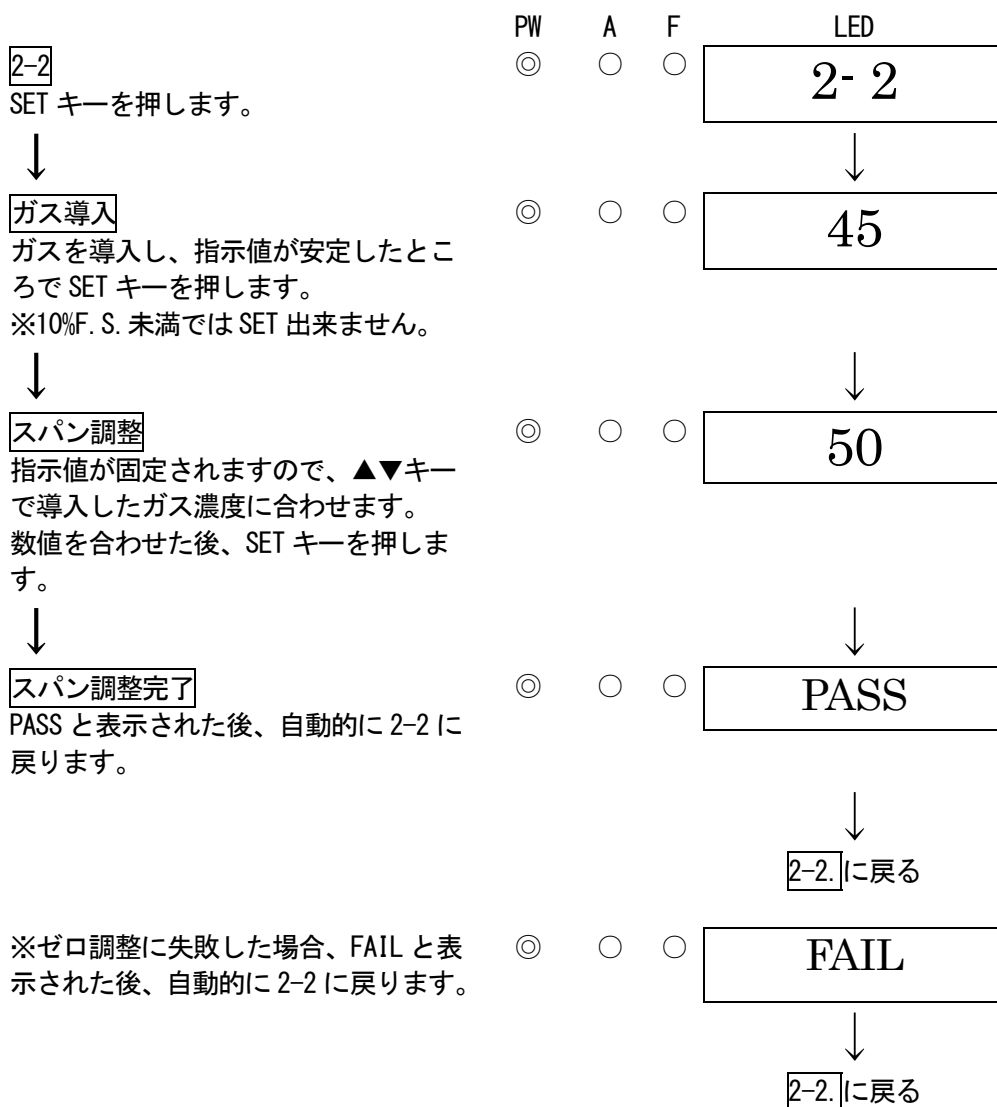 PW A F LED
2-2 ◎ ○ ○ 2- 2
SET キーを押します。
↓ ↓
ガス導入 ◎ ○ ○ 45
ガスを導入し、指示値が安定したとこ
ろで SET キーを押します。
※10%F.S.未満では SET 出来ません。
↓ ↓
スパン調整 ◎ ○ ○ 50
指示値が固定されますので、▲▼キー
で導入したガス濃度に合わせます。
数値を合わせた後、SET キーを押しま
す。
↓ ↓
スパン調整完了 ◎ ○ ○ PASS
PASS と表示された後、自動的に 2-2 に
戻ります。
↓
2-2.に戻る
※ゼロ調整に失敗した場合、FAIL と表 ◎ ○ ○ FAIL
示された後、自動的に 2-2 に戻ります。
↓
2-2.に戻る